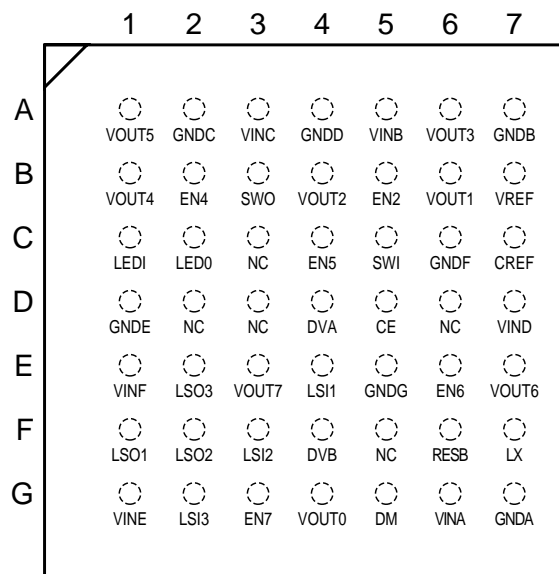 1 2 3 4 5 6 7
A
VOUT5 GNDC VINC GNDD VINB VOUT3 GNDB
B
VOUT4 EN4 SWO VOUT2 EN2 VOUT1 VREF
C
LEDI LED0 NC EN5 SWI GNDF CREF
D
GNDE NC NC DVA CE NC VIND
E
VINF LSO3 VOUT7 LSI1 GNDG EN6 VOUT6
F
LSO1 LSO2 LSI2 DVB NC RESB LX
G
VINE LSI3 EN7 VOUT0 DM VINA GNDA